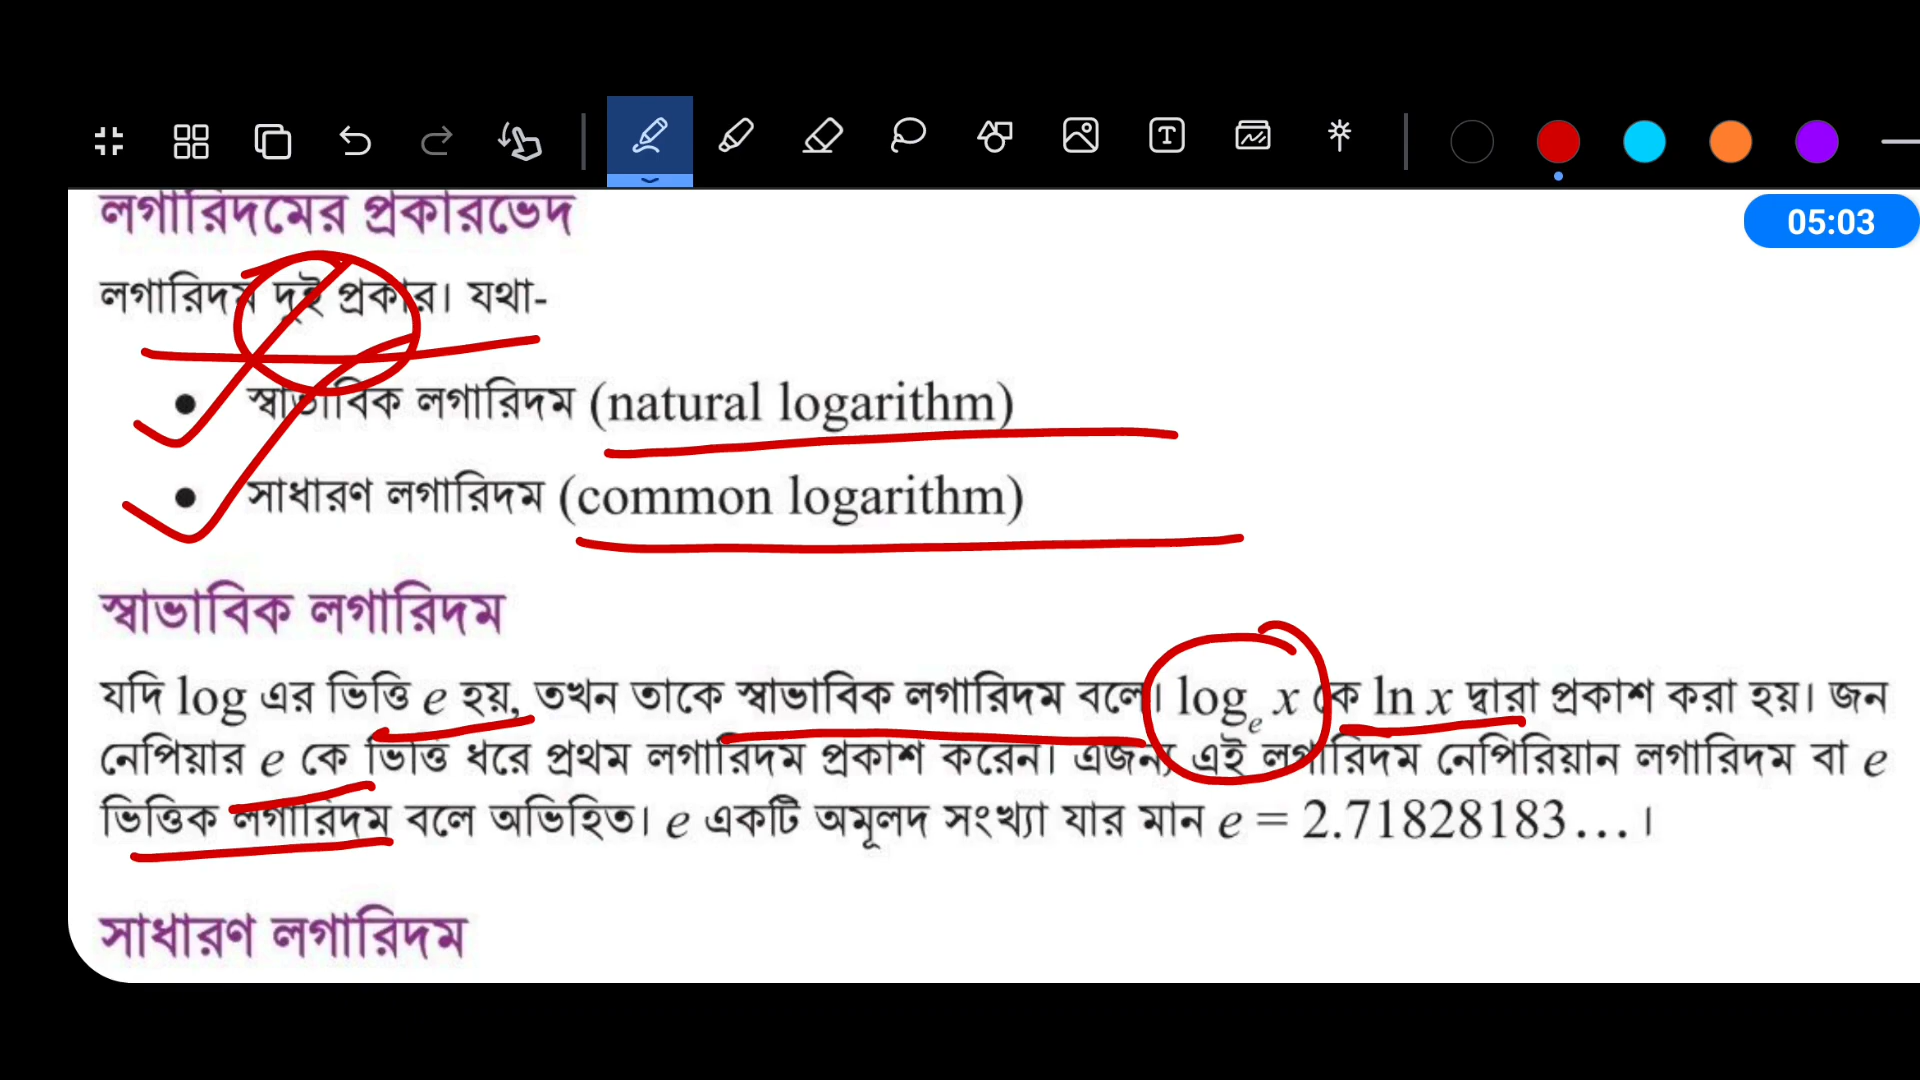 05:03
লগারিদমের প্রকারভেদ
লগারিদম দুই প্রকার। যথা-
● স্বাভাবিক লগারিদম (natural logarithm)
● সাধারণ লগারিদম (common logarithm)
স্বাভাবিক লগারিদম
যদি log এর ভিত্তি e হয়, তখন তাকে স্বাভাবিক লগারিদম বলে। logₑ x কে ln x দ্বারা প্রকাশ করা হয়। জন
নেপিয়ার e কে ভিত্তি ধরে প্রথম লগারিদম প্রকাশ করেন। এজন্য এই লগারিদম নেপিরিয়ান লগারিদম বা e
ভিত্তিক লগারিদম বলে অভিহিত। e একটি অমূলদ সংখ্যা যার মান e = 2.71828183...।
সাধারণ লগারিদম